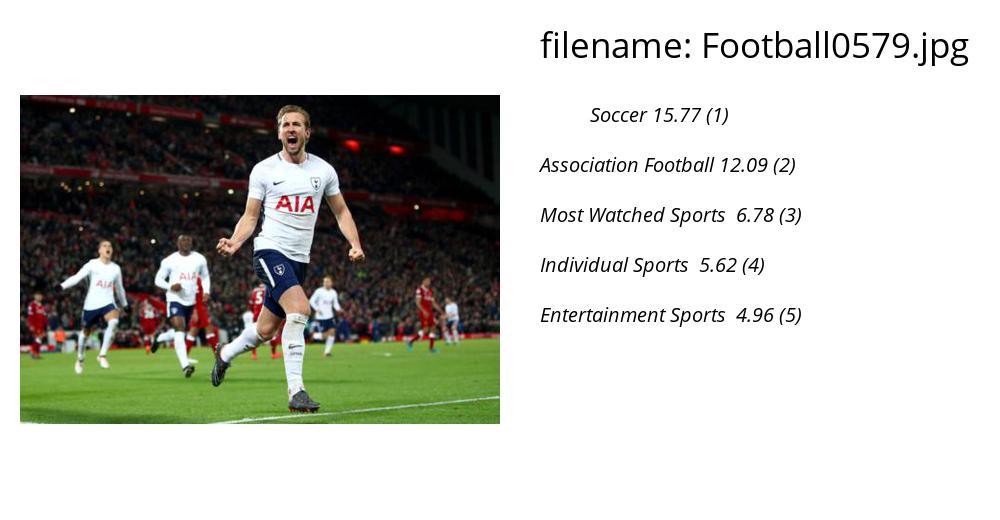 filename: Football0579.jpg
Soccer 15.77 (1)
Association Football 12.09 (2)
Most Watched Sports 6.78 (3)
Individual Sports 5.62 (4)
Entertainment Sports 4.96 (5)
AIA
AIA
AIA